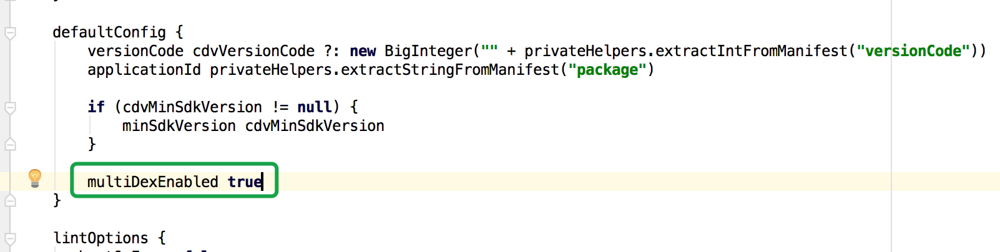 defaultConfig {
versionCode cdvVersionCode ?: new BigInteger("" + privateHelpers.extractIntFromManifest("versionCode"))
applicationId privateHelpers.extractStringFromManifest("package")
if (cdvMinSdkVersion != null) {
minSdkVersion cdvMinSdkVersion
}
multiDexEnabled true
}
lintOptions {